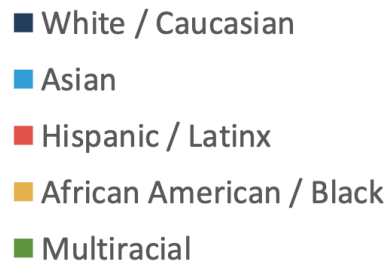 White / Caucasian
Asian
Hispanic / Latinx
African American / Black
Multiracial